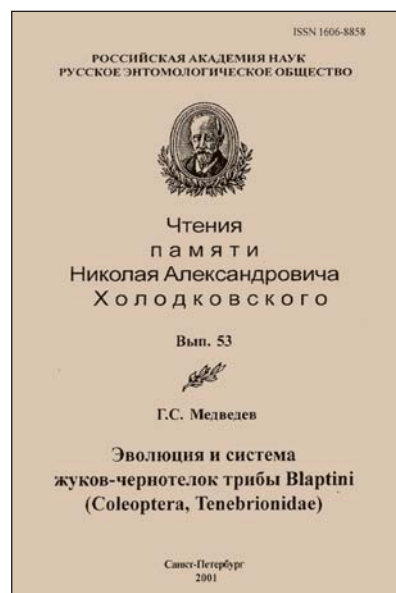 ISSN 1606-8858
РОССИЙСКАЯ АКАДЕМИЯ НАУК
РУССКОЕ ЭНТОМОЛОГИЧЕСКОЕ ОБЩЕСТВО
Чтения
памяти
Николая Александровича
Холодковского
Вып. 53
Г.С. Медведев
Эволюция и система
жуков-чернотелок трибы Blaptini
(Coleoptera, Tenebrionidae)
Санкт-Петербург
2001